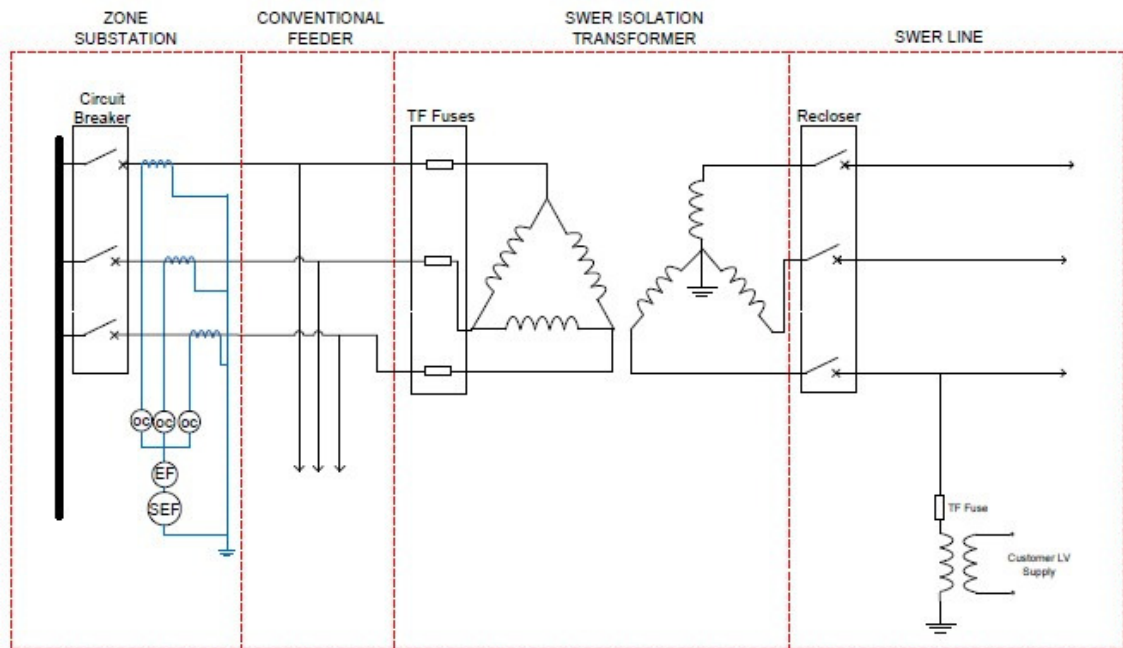 ZONE
SUBSTATION
CONVENTIONAL
FEEDER
SWER ISOLATION
TRANSFORMER
SWER LINE
Circuit
Breaker
TF Fuses
Recloser
OC OC OC
EF
SEF
TF Fuse
Customer LV
Supply